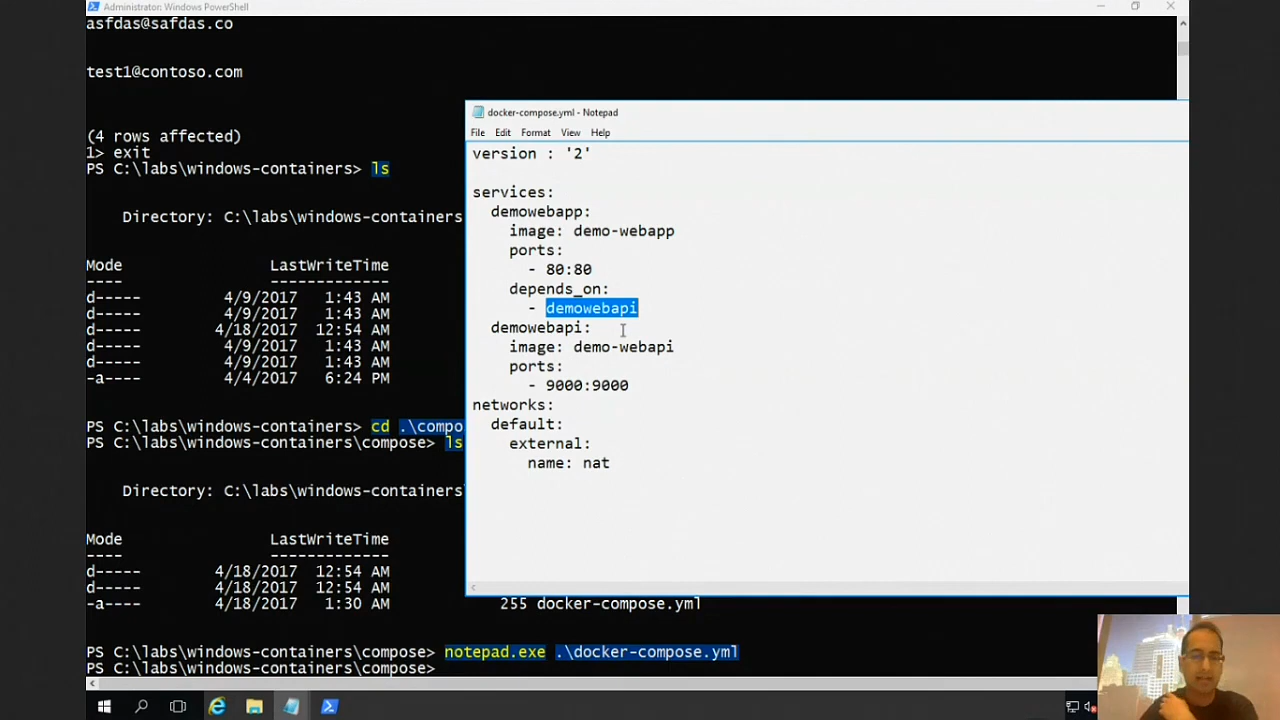 Administrator: Windows PowerShell
asfdas@safdas.co
test1@contoso.com
(4 rows affected)
1> exit
PS C:\labs\windows-containers> ls
Directory: C:\labs\windows-containers
Mode LastWriteTime
---- -------------
d----- 4/9/2017 1:43 AM
d----- 4/9/2017 1:43 AM
d----- 4/18/2017 12:54 AM
d----- 4/9/2017 1:43 AM
d----- 4/9/2017 1:43 AM
-a---- 4/4/2017 6:24 PM
PS C:\labs\windows-containers> cd .\compo
PS C:\labs\windows-containers\compose> ls
Directory: C:\labs\windows-containers\
Mode LastWriteTime
---- -------------
d----- 4/18/2017 12:54 AM
d----- 4/18/2017 12:54 AM
-a---- 4/18/2017 1:30 AM 255 docker-compose.yml
PS C:\labs\windows-containers\compose> notepad.exe .\docker-compose.yml
PS C:\labs\windows-containers\compose>
docker-compose.yml - Notepad
File Edit Format View Help
version : '2'
services:
demowebapp:
image: demo-webapp
ports:
- 80:80
depends_on:
- demowebapi
demowebapi:
image: demo-webapi
ports:
- 9000:9000
networks:
default:
external:
name: nat